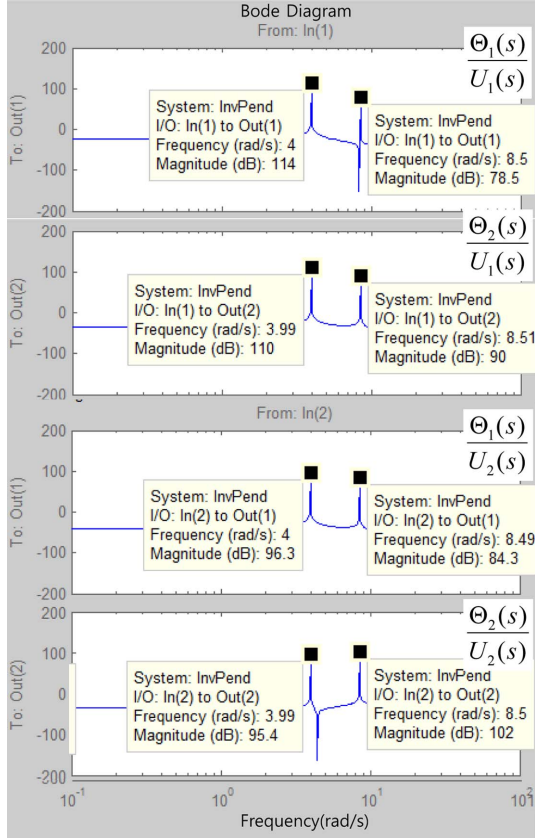 Bode Diagram
From: In(1)
Θ₁(s)
U₁(s)
To: Out(1)
200
100
0
-100
-200
System: InvPend
I/O: In(1) to Out(1)
Frequency (rad/s): 4
Magnitude (dB): 114
System: InvPend
I/O: In(1) to Out(1)
Frequency (rad/s): 8.5
Magnitude (dB): 78.5
Θ₂(s)
U₁(s)
To: Out(2)
200
100
0
-100
-200
System: InvPend
I/O: In(1) to Out(2)
Frequency (rad/s): 3.99
Magnitude (dB): 110
System: InvPend
I/O: In(1) to Out(2)
Frequency (rad/s): 8.51
Magnitude (dB): 90
From: In(2)
Θ₁(s)
U₂(s)
To: Out(1)
200
100
0
-100
-200
System: InvPend
I/O: In(2) to Out(1)
Frequency (rad/s): 4
Magnitude (dB): 96.3
System: InvPend
I/O: In(2) to Out(1)
Frequency (rad/s): 8.49
Magnitude (dB): 84.3
Θ₂(s)
U₂(s)
To: Out(2)
200
100
0
-100
-200
System: InvPend
I/O: In(2) to Out(2)
Frequency (rad/s): 3.99
Magnitude (dB): 95.4
System: InvPend
I/O: In(2) to Out(2)
Frequency (rad/s): 8.5
Magnitude (dB): 102
10⁻¹ 10⁰ 10¹
Frequency(rad/s)